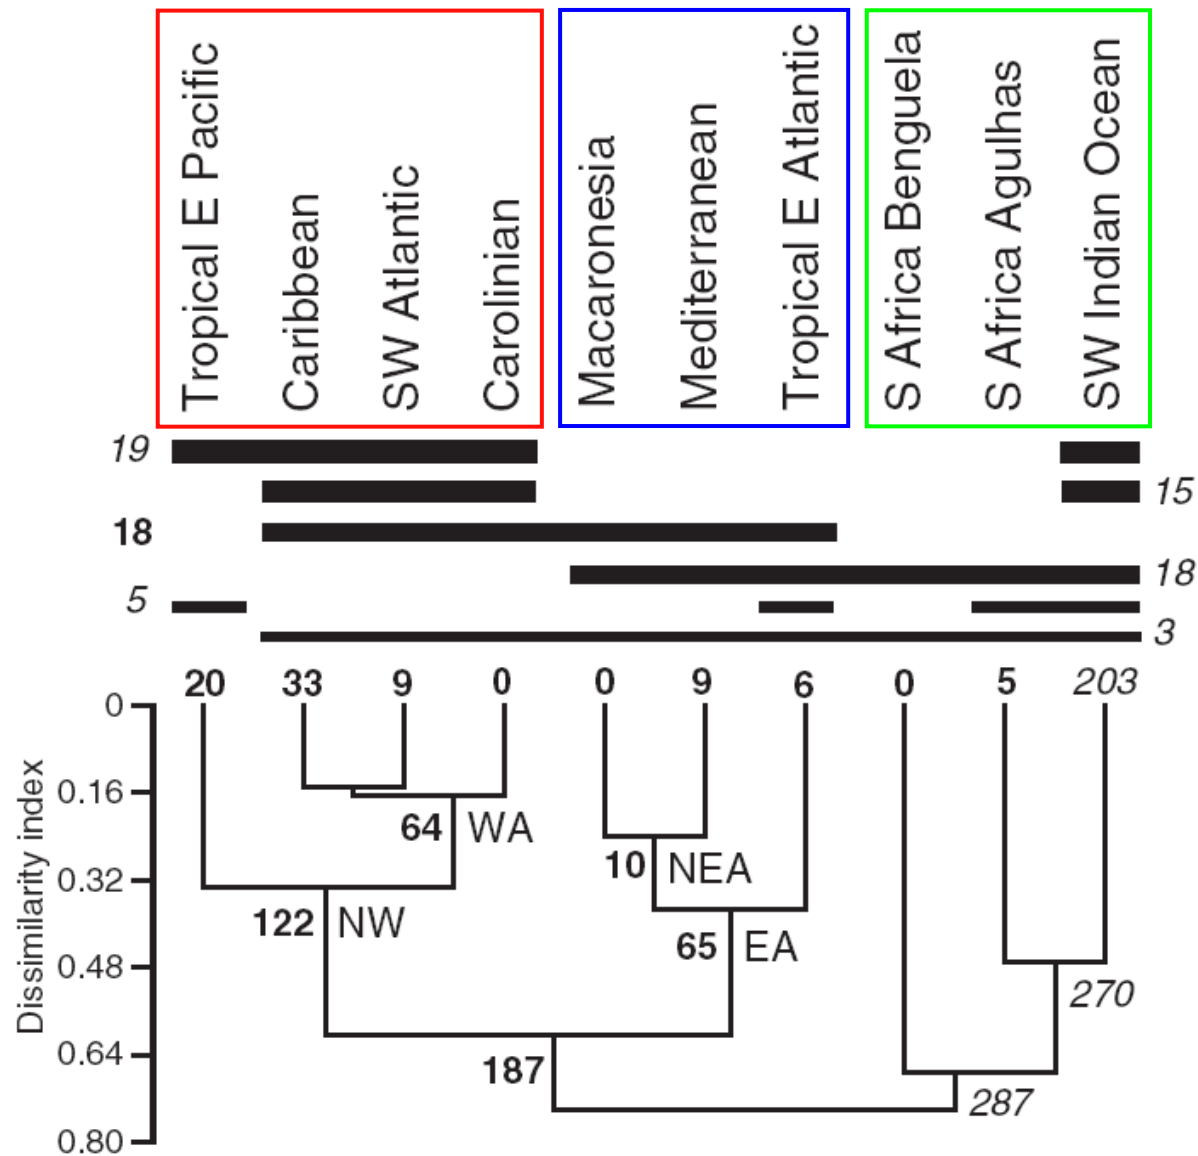 Tropical E Pacific
Caribbean
SW Atlantic
Carolinian
Macaronesia
Mediterranean
Tropical E Atlantic
S Africa Benguela
S Africa Agulhas
SW Indian Ocean
19
15
18
18
5
3
20 33 9 0 0 9 6 0 5 203
Dissimilarity index
0
0.16
0.32
0.48
0.64
0.80
64 WA
10 NEA
122 NW
65 EA
270
187
287